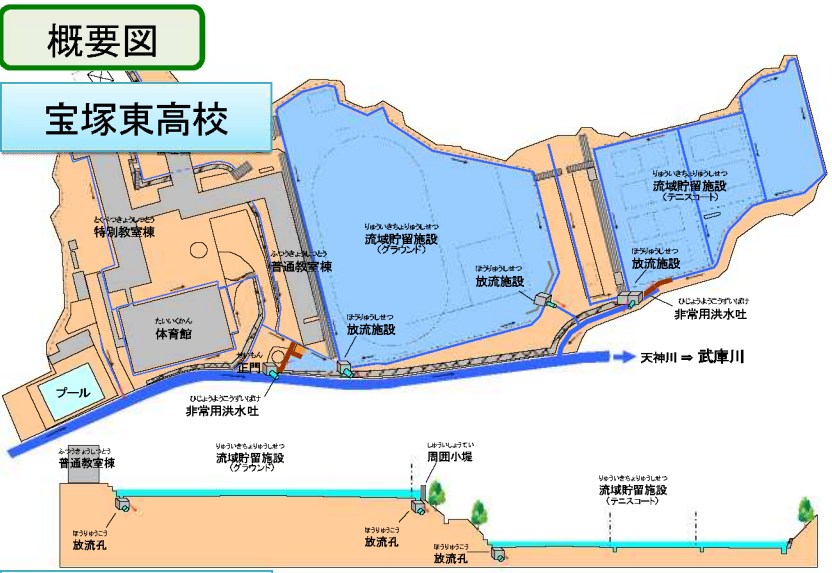 概要図
宝塚東高校
とくべつきょうしつとう
特別教室棟
ふつうきょうしつとう
普通教室棟
りゅういきちょりゅうしせつ
流域貯留施設
(グラウンド)
りゅういきちょりゅうしせつ
流域貯留施設
(テニスコート)
ほうりゅうしせつ
放流施設
ほうりゅうしせつ
放流施設
ひじょうようこうずいばけ
非常用洪水吐
たいいくかん
体育館
ほうりゅうしせつ
放流施設
せいもん
正門
天神川 ⇒ 武庫川
プール
ひじょうようこうずいばけ
非常用洪水吐
ふつうきょうしつとう
普通教室棟
りゅういきちょりゅうしせつ
流域貯留施設
(グラウンド)
しゅういしょうてい
周囲小堤
りゅういきちょりゅうしせつ
流域貯留施設
(テニスコート)
ほうりゅうこう
放流孔
ほうりゅうこう
放流孔
ほうりゅうこう
放流孔